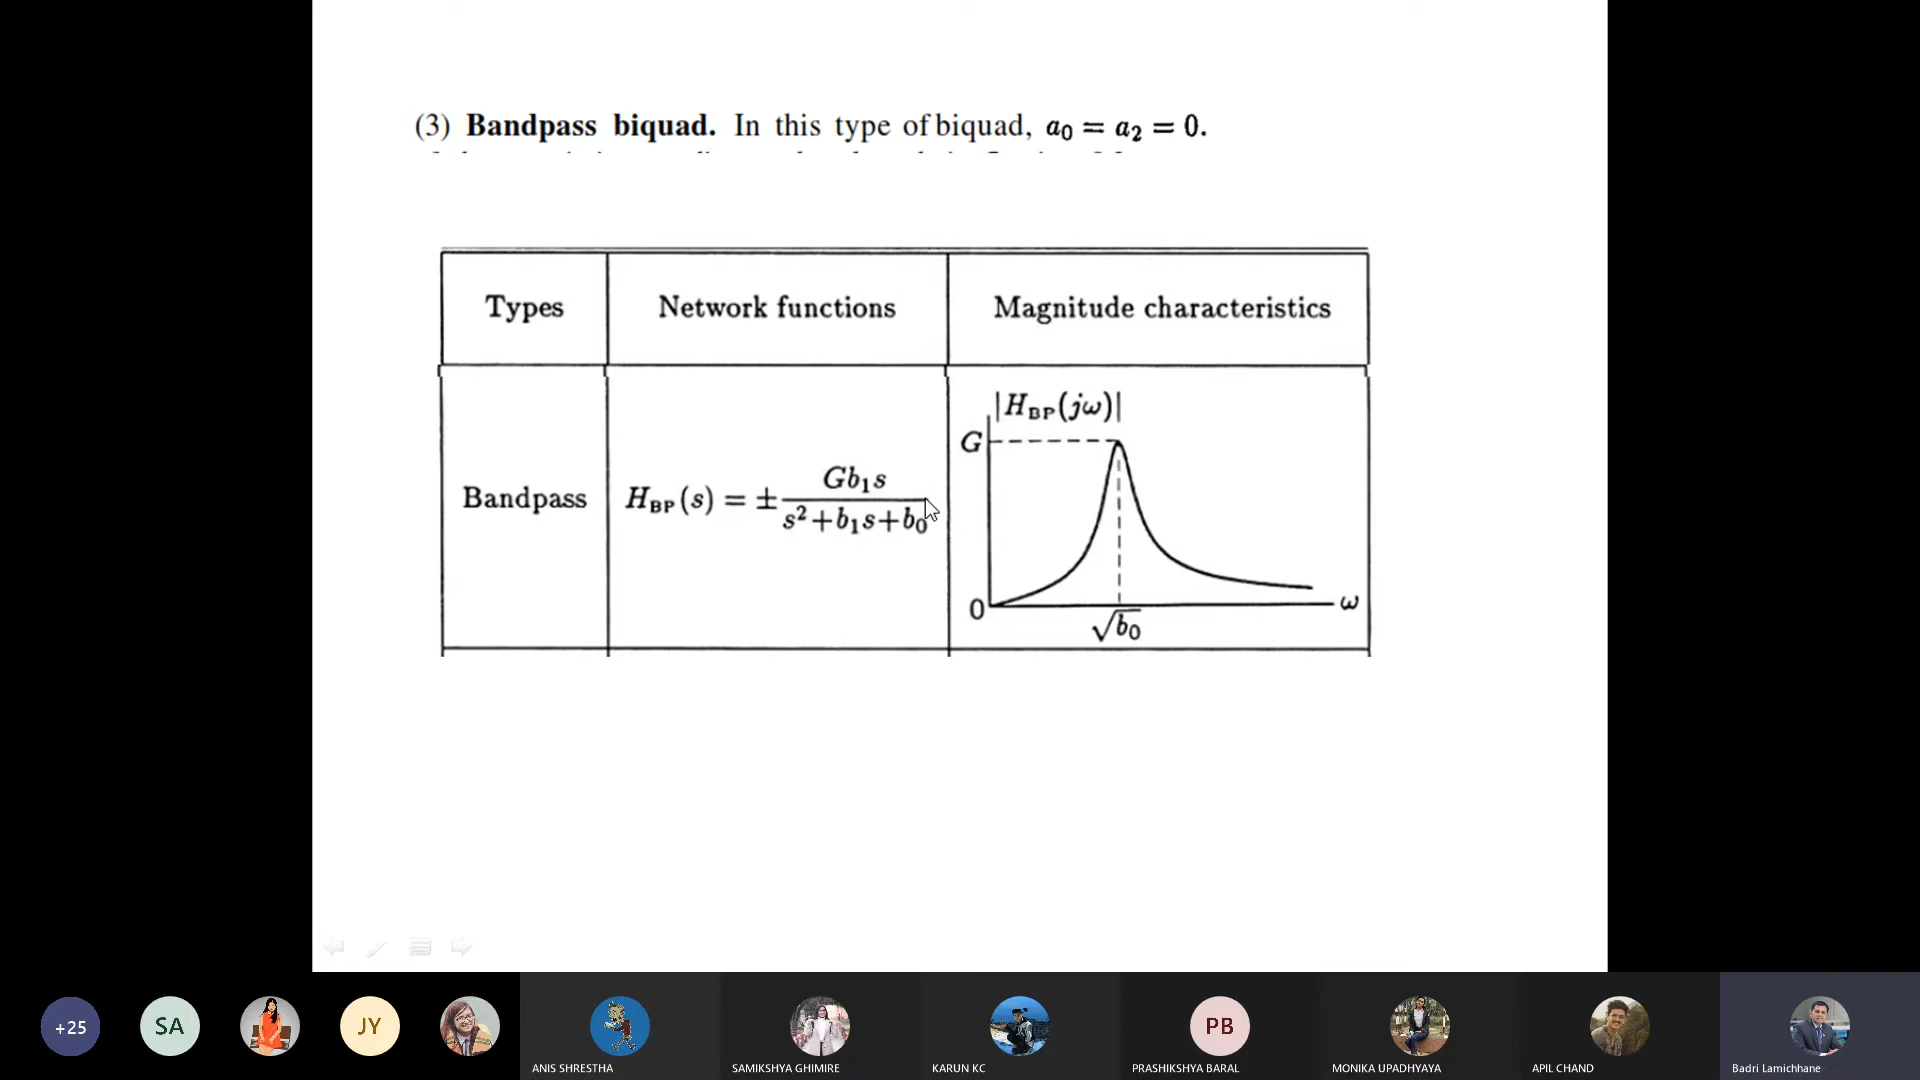 (3) Bandpass biquad. In this type of biquad, a₀ = a₂ = 0.
Types
Network functions
Magnitude characteristics
Bandpass
H_BP(s) = ± Gb₁s / s²+b₁s+b₀
|H_BP(jω)|
G
0
√b₀
ω
+25
SA
JY
PB
ANIS SHRESTHA
SAMIKSHYA GHIMIRE
KARUN KC
PRASHIKSHYA BARAL
MONIKA UPADHYAYA
APIL CHAND
Badri Lamichhane